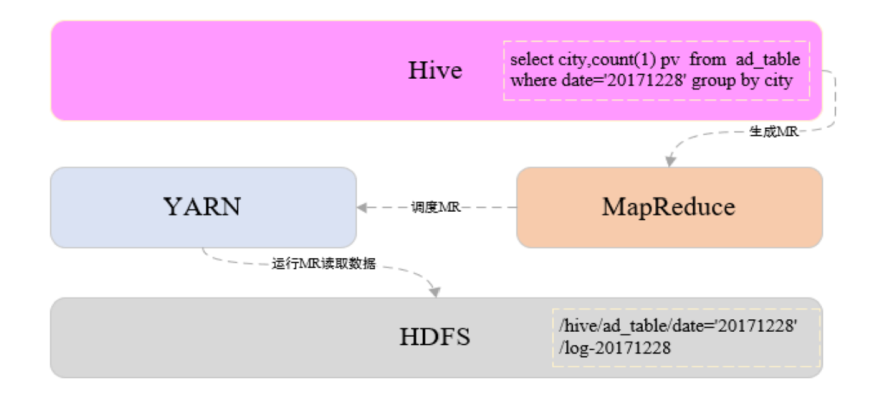 Hive
select city,count(1) pv from ad_table
where date='20171228' group by city
生成MR
YARN
调度MR
MapReduce
运行MR读取数据
HDFS
/hive/ad_table/date='20171228'
/log-20171228